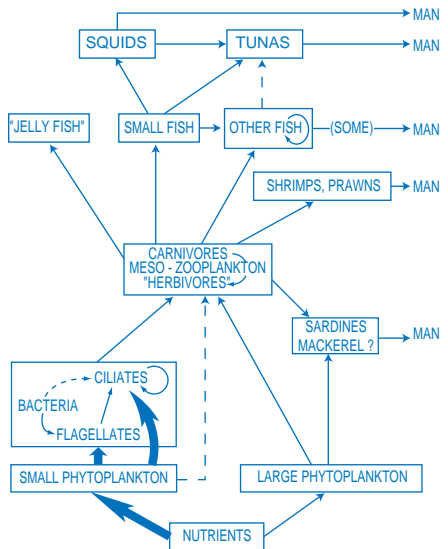 MAN
SQUIDS
TUNAS
MAN
"JELLY FISH"
SMALL FISH
OTHER FISH
(SOME)
MAN
SHRIMPS, PRAWNS
MAN
CARNIVORES
MESO - ZOOPLANKTON
"HERBIVORES"
SARDINES
MACKEREL ?
MAN
CILIATES
BACTERIA
FLAGELLATES
SMALL PHYTOPLANKTON
LARGE PHYTOPLANKTON
NUTRIENTS